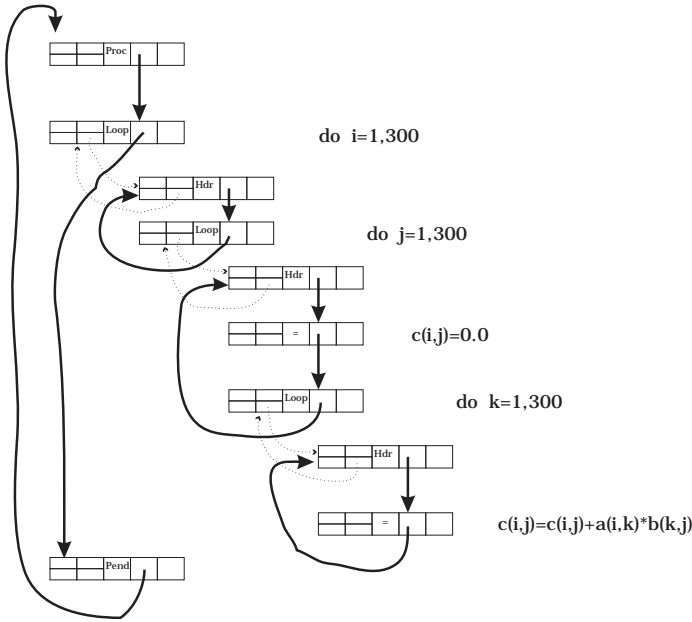 Proc
Loop
do i=1,300
Hdr
Loop
do j=1,300
Hdr
=
c(i,j)=0.0
Loop
do k=1,300
Hdr
=
c(i,j)=c(i,j)+a(i,k)*b(k,j)
Pend